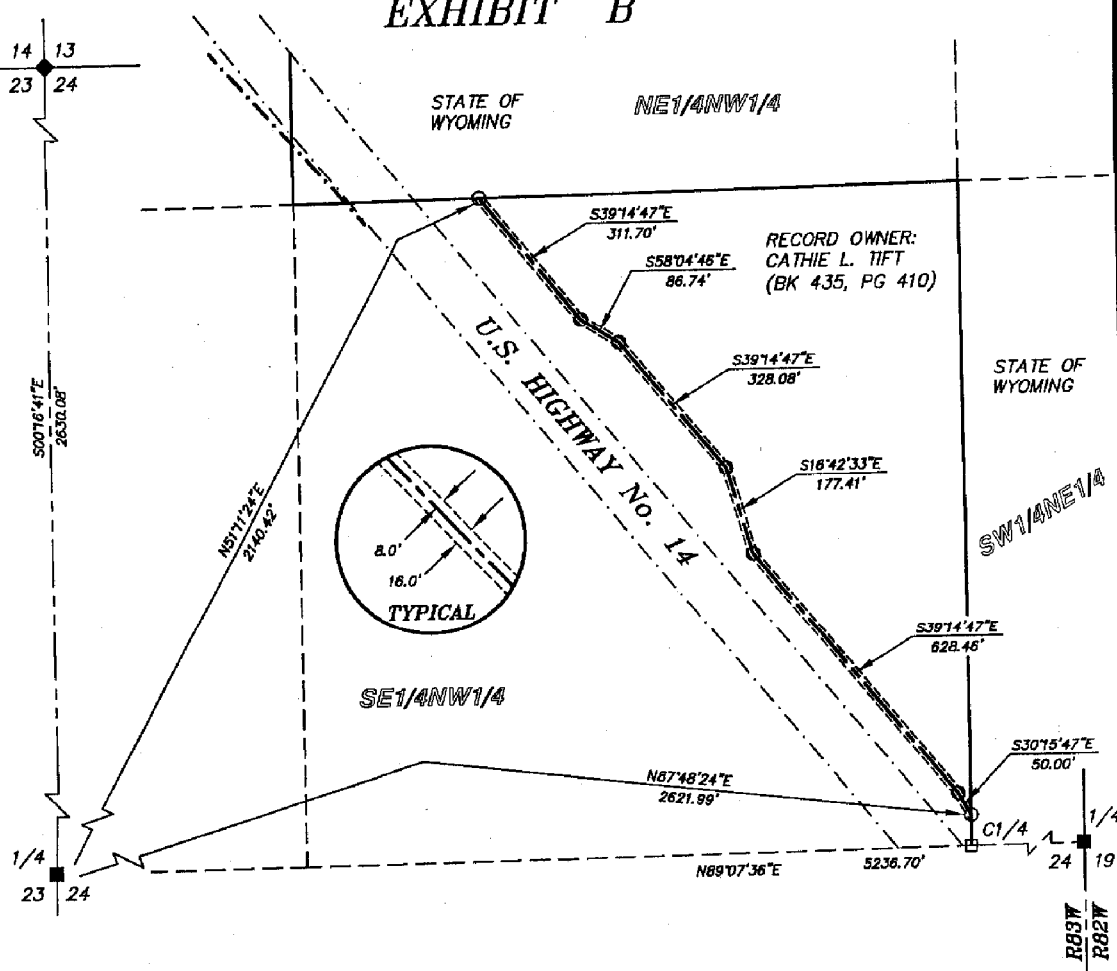 EXHIBIT B
14 13
23 24
STATE OF
WYOMING
NE1/4NW1/4
S39°14'47"E
311.70'
S58°04'46"E
86.74'
RECORD OWNER:
CATHIE L. TIFT
(BK 435, PG 410)
S39°14'47"E
328.08'
STATE OF
WYOMING
U.S. HIGHWAY No. 14
S00°16'41"E
2630.08'
S16°42'33"E
177.41'
SW1/4NE1/4
N51°11'24"E
2140.42'
8.0'
16.0'
TYPICAL
S39°14'47"E
628.46'
SE1/4NW1/4
S30°15'47"E
50.00'
N87°48'24"E
2621.99'
C1/4
1/4
1/4
23 24
N89°07'36"E
5236.70'
24 19
R83W
R82W